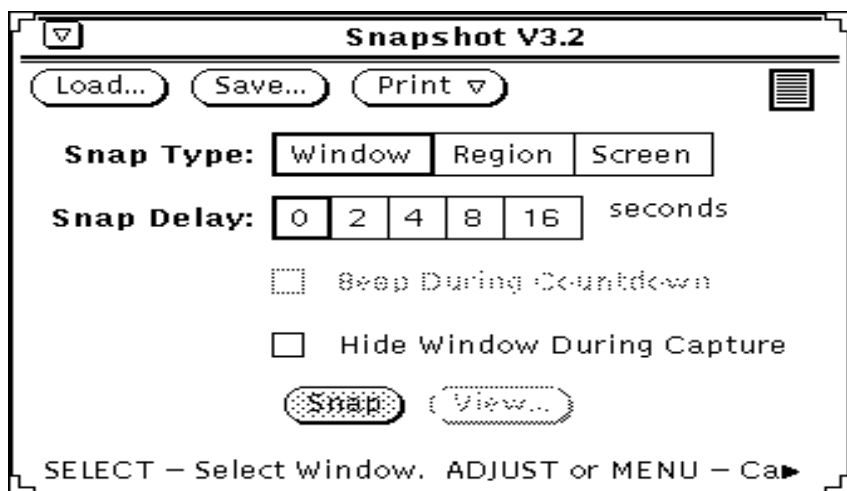 Snapshot V3.2
Load... Save... Print
Snap Type: Window Region Screen
Snap Delay: 0 2 4 8 16 seconds
Beep During Countdown
Hide Window During Capture
Snap View...
SELECT – Select Window. ADJUST or MENU – Ca